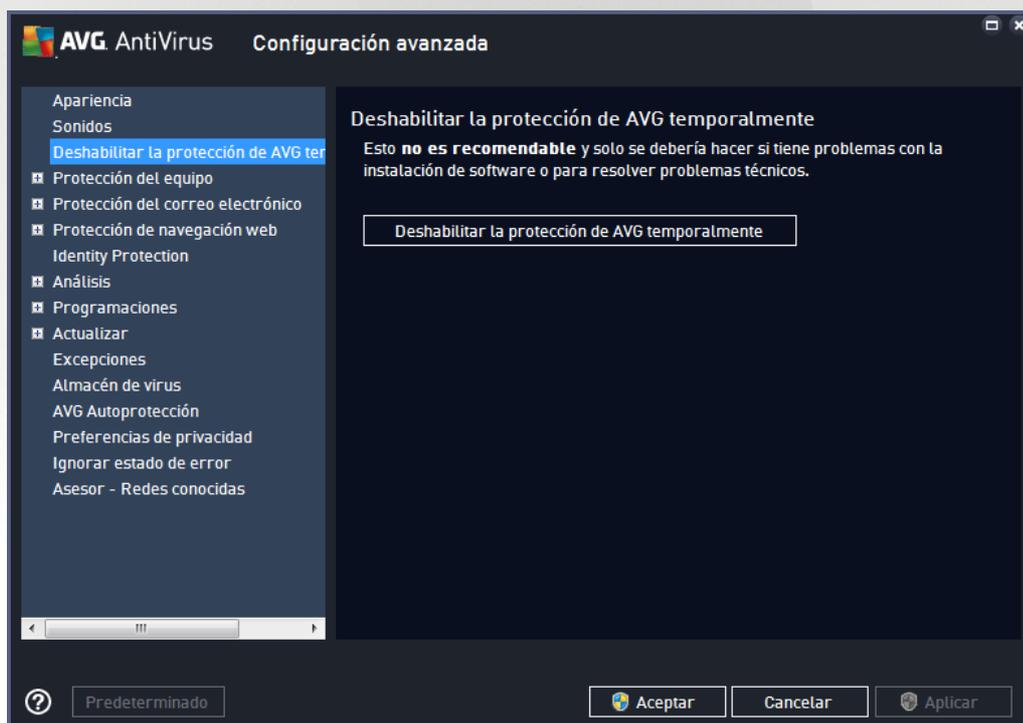 AVG. AntiVirus Configuración avanzada
Apariencia
Sonidos
Deshabilitar la protección de AVG ter
Protección del equipo
Protección del correo electrónico
Protección de navegación web
Identity Protection
Análisis
Programaciones
Actualizar
Excepciones
Almacén de virus
AVG Autoprotección
Preferencias de privacidad
Ignorar estado de error
Asesor - Redes conocidas
Deshabilitar la protección de AVG temporalmente
Esto no es recomendable y solo se debería hacer si tiene problemas con la
instalación de software o para resolver problemas técnicos.
Deshabilitar la protección de AVG temporalmente
Predeterminado
Aceptar
Cancelar
Aplicar